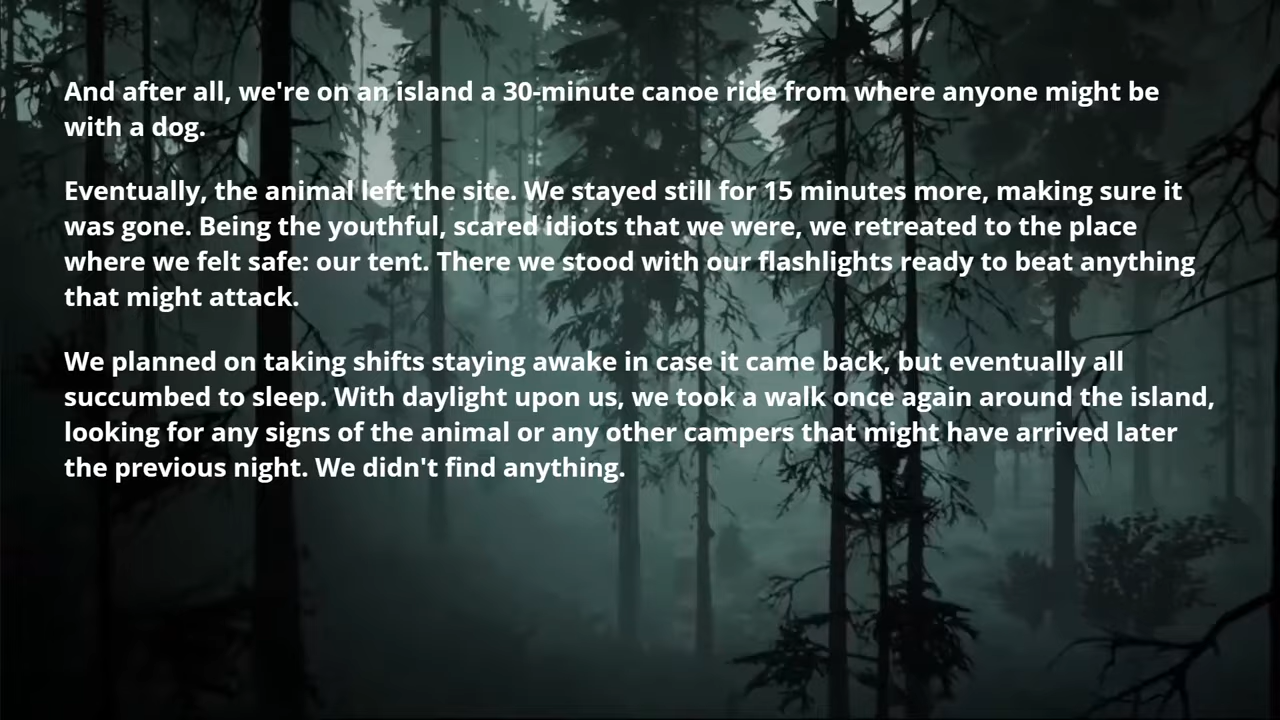 And after all, we're on an island a 30-minute canoe ride from where anyone might be
with a dog.
Eventually, the animal left the site. We stayed still for 15 minutes more, making sure it
was gone. Being the youthful, scared idiots that we were, we retreated to the place
where we felt safe: our tent. There we stood with our flashlights ready to beat anything
that might attack.
We planned on taking shifts staying awake in case it came back, but eventually all
succumbed to sleep. With daylight upon us, we took a walk once again around the island,
looking for any signs of the animal or any other campers that might have arrived later
the previous night. We didn't find anything.